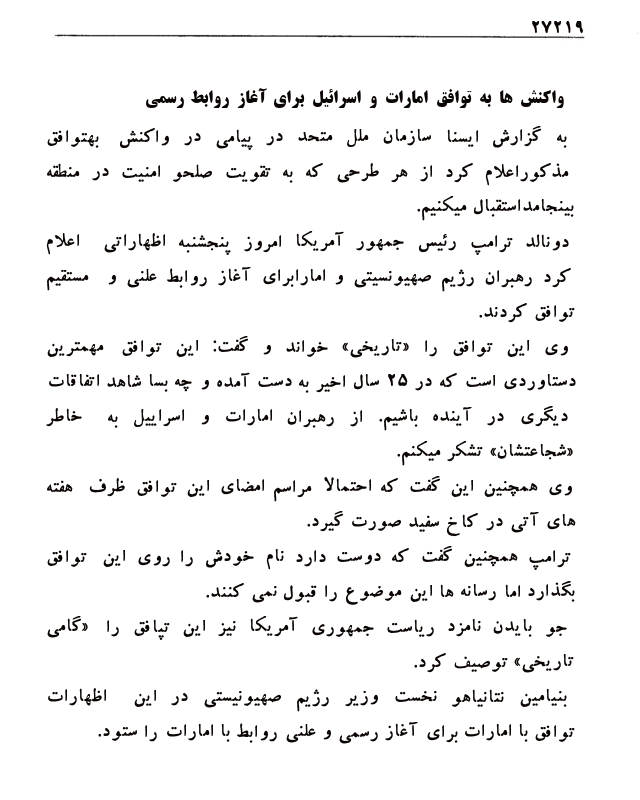 ۲۷۲۱۹
واکنش ها به توافق امارات و اسرائیل برای آغاز روابط رسمی
به گزارش ایسنا سازمان ملل متحد در پیامی در واکنش بهتوافق
مذکوراعلام کرد از هر طرحی که به تقویت صلحو امنیت در منطقه
بینجامداستقبال میکنیم.
دونالد ترامپ رئیس جمهور آمریکا امروز پنجشنبه اظهاراتی اعلام
کرد رهبران رژیم صهیونسیتی و امارابرای آغاز روابط علنی و مستقیم
توافق کردند.
وی این توافق را «تاریخی» خواند و گفت: این توافق مهمترین
دستاوردی است که در ۲۵ سال اخیر به دست آمده و چه بسا شاهد اتفاقات
دیگری در آینده باشیم. از رهبران امارات و اسراییل به خاطر
«شجاعتشان» تشکر میکنم.
وی همچنین این گفت که احتمالا مراسم امضای این توافق ظرف هفته
های آتی در کاخ سفید صورت گیرد.
ترامپ همچنین گفت که دوست دارد نام خودش را روی این توافق
بگذارد اما رسانه ها این موضوع را قبول نمی کنند.
جو بایدن نامزد ریاست جمهوری آمریکا نیز این تپافق را «گامی
تاریخی» توصیف کرد.
بنیامین نتانیاهو نخست وزیر رژیم صهیونیستی در این اظهارات
توافق با امارات برای آغاز رسمی و علنی روابط با امارات را ستود.